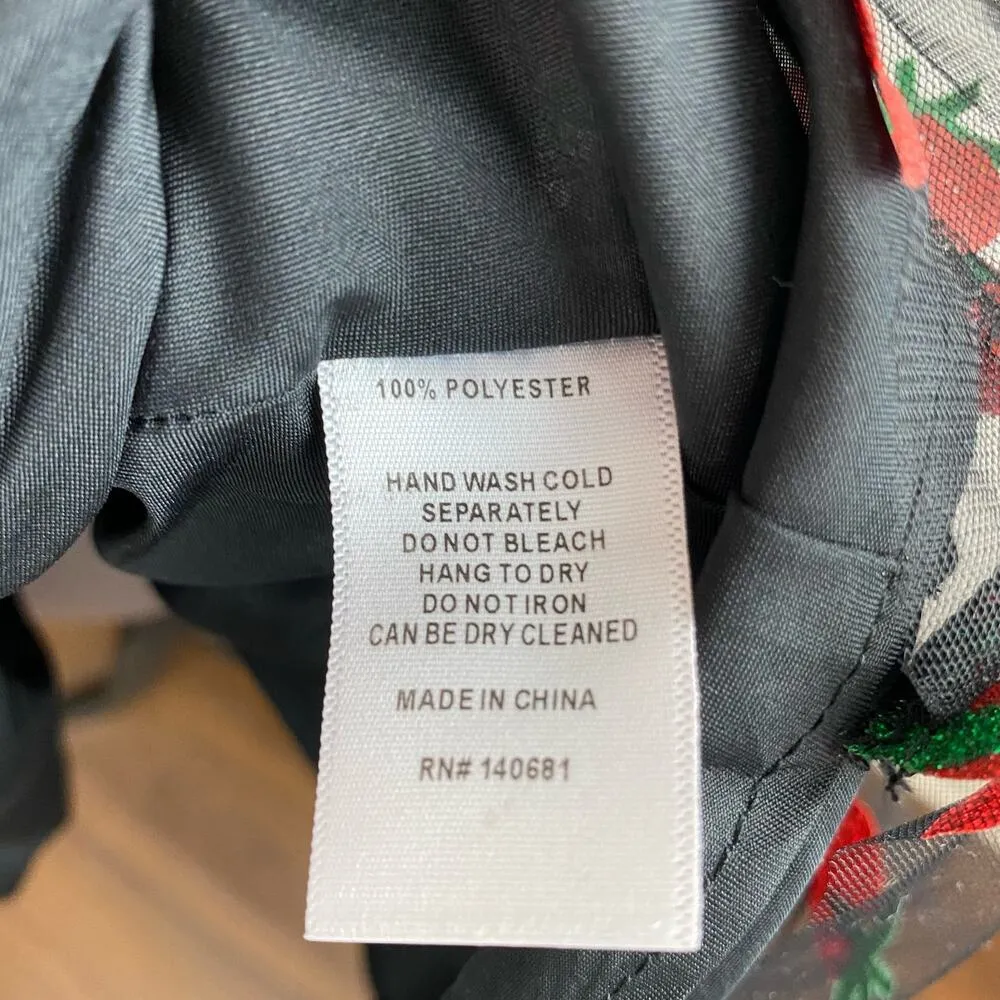 100% POLYESTER
HAND WASH COLD
SEPARATELY
DO NOT BLEACH
HANG TO DRY
DO NOT IRON
CAN BE DRY CLEANED
MADE IN CHINA
RN# 140681